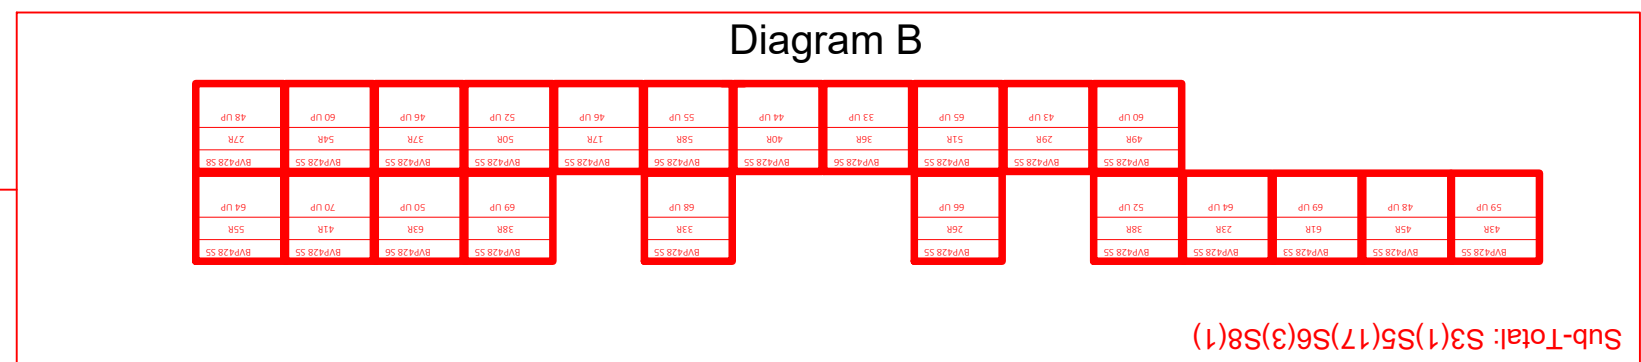 Diagram B
Sub-Total: S3(1)S5(17)S6(3)S8(1)
BVP428 S5 BVP428 S5 BVP428 S3 BVP428 S5 BVP428 S5 BVP428 S5 BVP428 S5 BVP428 S5 BVP428 S6 BVP428 S5 BVP428 S5
43R 45R 61R 23R 38R 26R 33R 38R 63R 41R 55R
59 UP 48 UP 69 UP 64 UP 52 UP 66 UP 68 UP 69 UP 50 UP 70 UP 64 UP
BVP428 S5 BVP428 S5 BVP428 S5 BVP428 S6 BVP428 S5 BVP428 S6 BVP428 S5 BVP428 S5 BVP428 S5 BVP428 S5 BVP428 S8
49R 29R 51R 36R 40R 58R 17R 50R 37R 54R 27R
60 UP 43 UP 65 UP 33 UP 44 UP 55 UP 46 UP 52 UP 46 UP 60 UP 48 UP